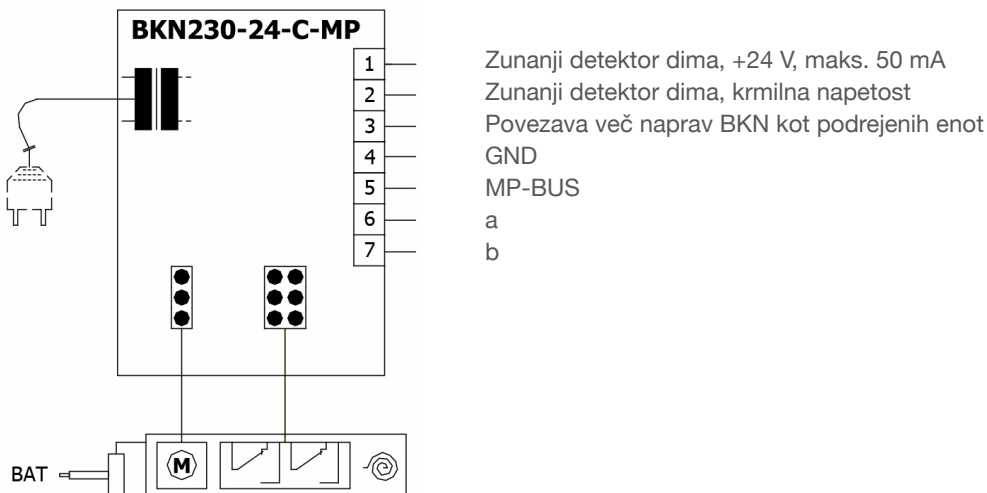 BKN230-24-C-MP
1 Zunanji detektor dima, +24 V, maks. 50 mA
2 Zunanji detektor dima, krmilna napetost
3 Povezava več naprav BKN kot podrejenih enot
4 GND
5 MP-BUS
6 a
7 b
BAT M